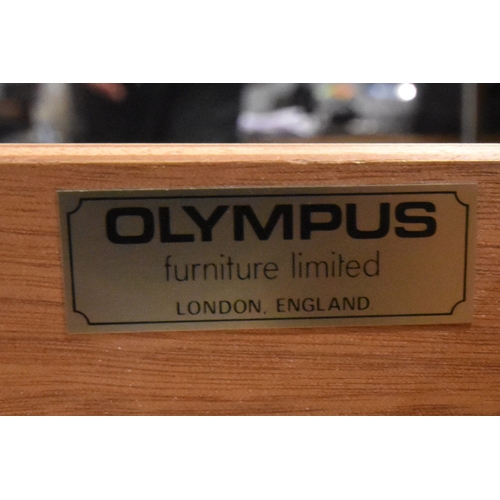 OLYMPUS
furniture limited
LONDON, ENGLAND